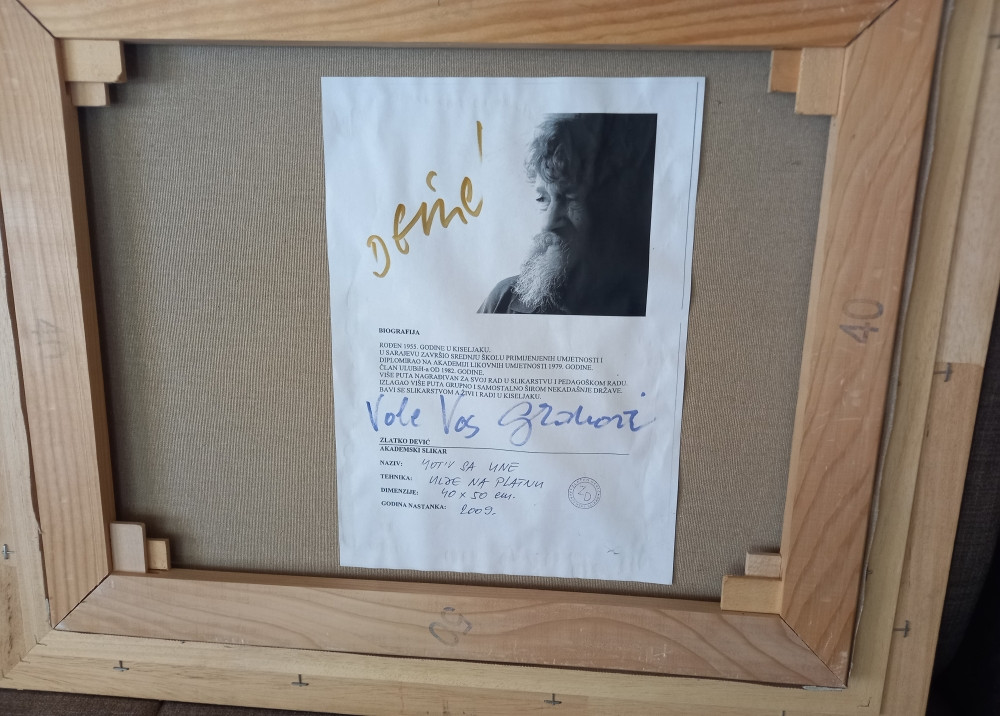 BIOGRAFIJA
ROĐEN 1955. GODINE U KISELJAKU.
U SARAJEVU ZAVRŠIO SREDNJU ŠKOLU PRIMIJENJENIH UMJETNOSTI I
DIPLOMIRAO NA AKADEMIJI LIKOVNIH UMJETNOSTI 1979. GODINE.
ČLAN ULUBiH-a OD 1982. GODINE.
VIŠE PUTA NAGRAĐIVAN ZA SVOJ RAD U SLIKARSTVU I PEDAGOŠKOM RADU.
IZLAGAO VIŠE PUTA GRUPNO I SAMOSTALNO ŠIROM NEKADAŠNJE DRŽAVE.
BAVI SE SLIKARSTVOM A ŽIVI I RADI U KISELJAKU.
Vole Vas
ZLATKO DEVIĆ
AKADEMSKI SLIKAR
NAZIV: MOTIV SA UNE
TEHNIKA: ULJE NA PLATNU
DIMENZIJE: 40 x 50 cm.
GODINA NASTANKA: 2009.
ZD
40
40
50